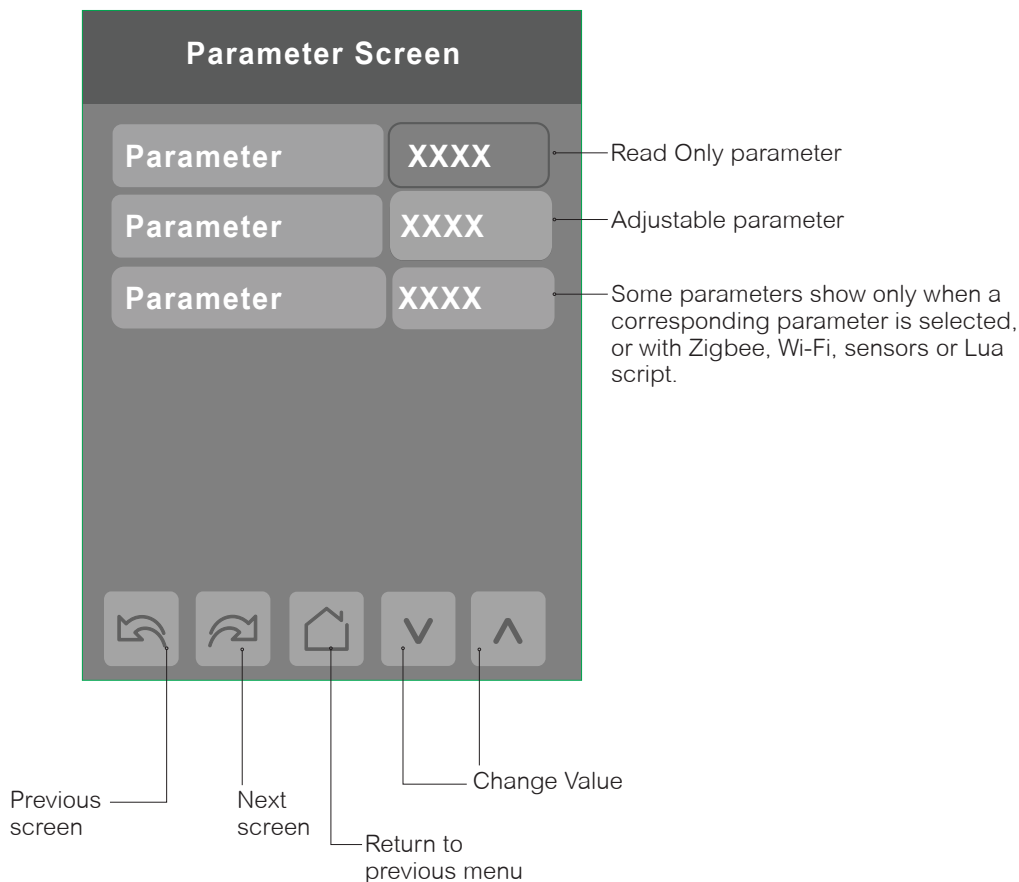 Parameter Screen
Parameter XXXX
Read Only parameter
Parameter XXXX
Adjustable parameter
Parameter XXXX
Some parameters show only when a
corresponding parameter is selected,
or with Zigbee, Wi-Fi, sensors or Lua
script.
Change Value
Previous
screen
Next
screen
Return to
previous menu